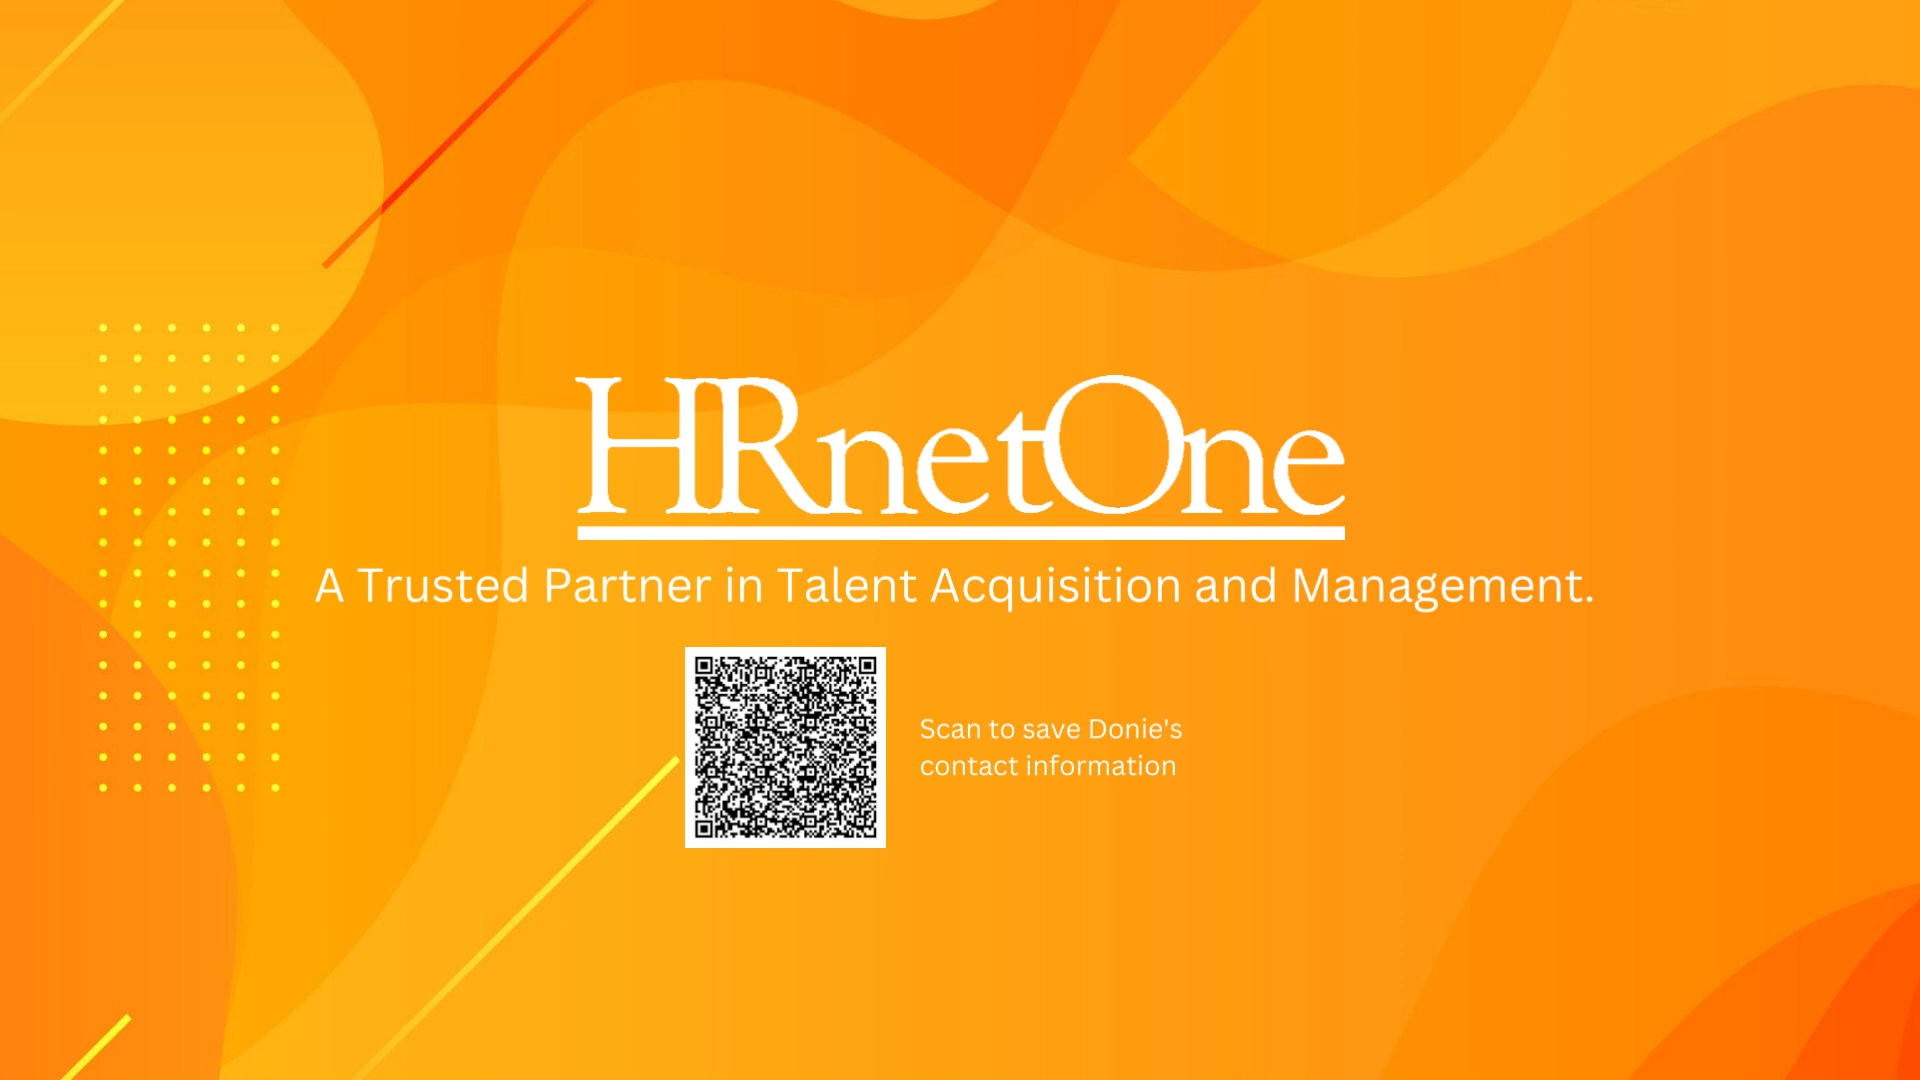 HRnetOne
A Trusted Partner in Talent Acquisition and Management.
Scan to save Donie's
contact information